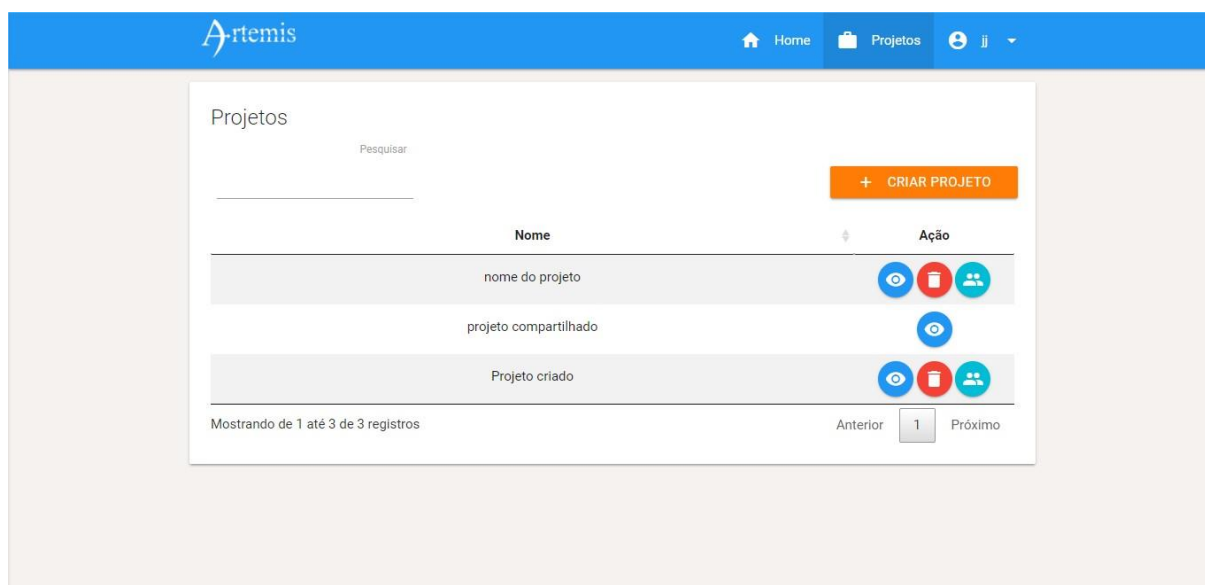 Artemis
Home Projetos jj
Projetos
Pesquisar
+ CRIAR PROJETO
Nome Ação
nome do projeto
projeto compartilhado
Projeto criado
Mostrando de 1 até 3 de 3 registros Anterior 1 Próximo